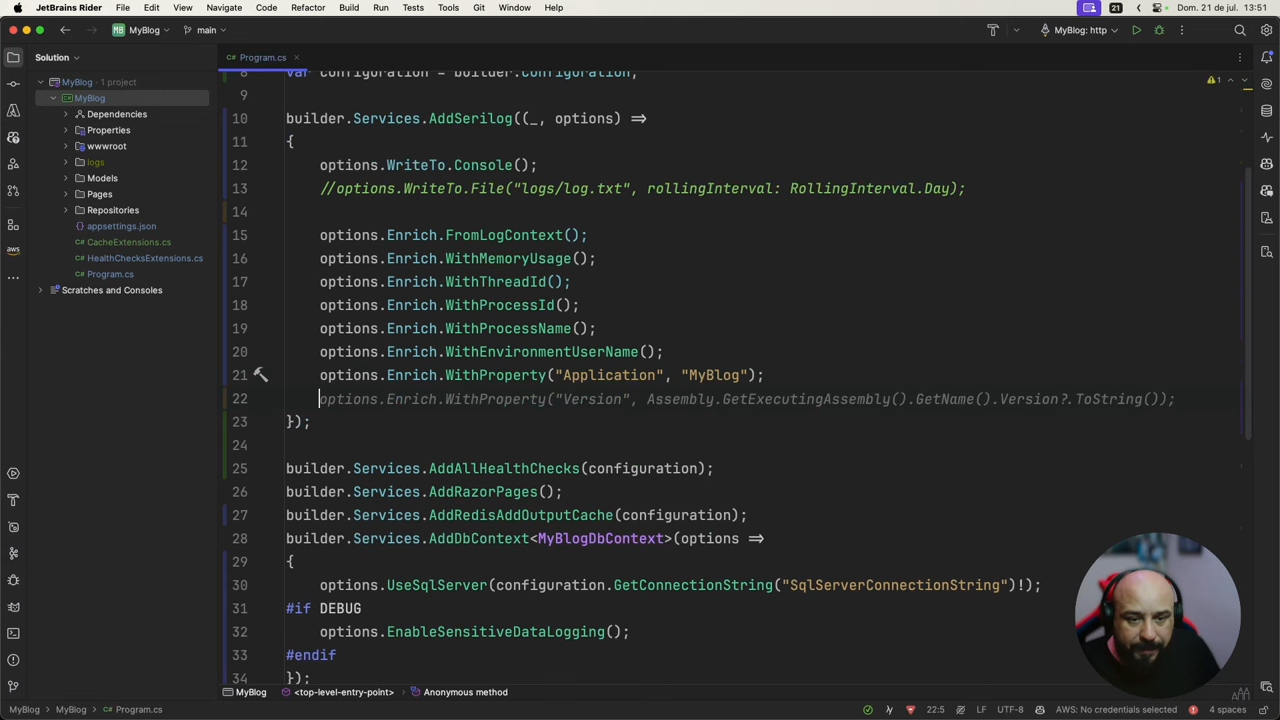 JetBrains Rider File Edit View Navigate Code Refactor Build Run Tests Tools Git Window Help 21 Dom. 21 de jul. 13:51
MB MyBlog main MyBlog: http
Solution
C# Program.cs
MyBlog · 1 project
MyBlog
Dependencies
Properties
wwwroot
logs
Models
Pages
Repositories
appsettings.json
C# CacheExtensions.cs
C# HealthChecksExtensions.cs
C# Program.cs
Scratches and Consoles
aws
1
8 var configuration = builder.Configuration;
9
10 builder.Services.AddSerilog((_, options) =>
11 {
12 options.WriteTo.Console();
13 //options.WriteTo.File("logs/log.txt", rollingInterval: RollingInterval.Day);
14
15 options.Enrich.FromLogContext();
16 options.Enrich.WithMemoryUsage();
17 options.Enrich.WithThreadId();
18 options.Enrich.WithProcessId();
19 options.Enrich.WithProcessName();
20 options.Enrich.WithEnvironmentUserName();
21 options.Enrich.WithProperty("Application", "MyBlog");
22 options.Enrich.WithProperty("Version", Assembly.GetExecutingAssembly().GetName().Version?.ToString());
23 });
24
25 builder.Services.AddAllHealthChecks(configuration);
26 builder.Services.AddRazorPages();
27 builder.Services.AddRedisAddOutputCache(configuration);
28 builder.Services.AddDbContext<MyBlogDbContext>(options =>
29 {
30 options.UseSqlServer(configuration.GetConnectionString("SqlServerConnectionString")!);
31 #if DEBUG
32 options.EnableSensitiveDataLogging();
33 #endif
34 });
MyBlog <top-level-entry-point> Anonymous method
MyBlog > MyBlog > C# Program.cs 22:5 LF UTF-8 AWS: No credentials selected 4 spaces